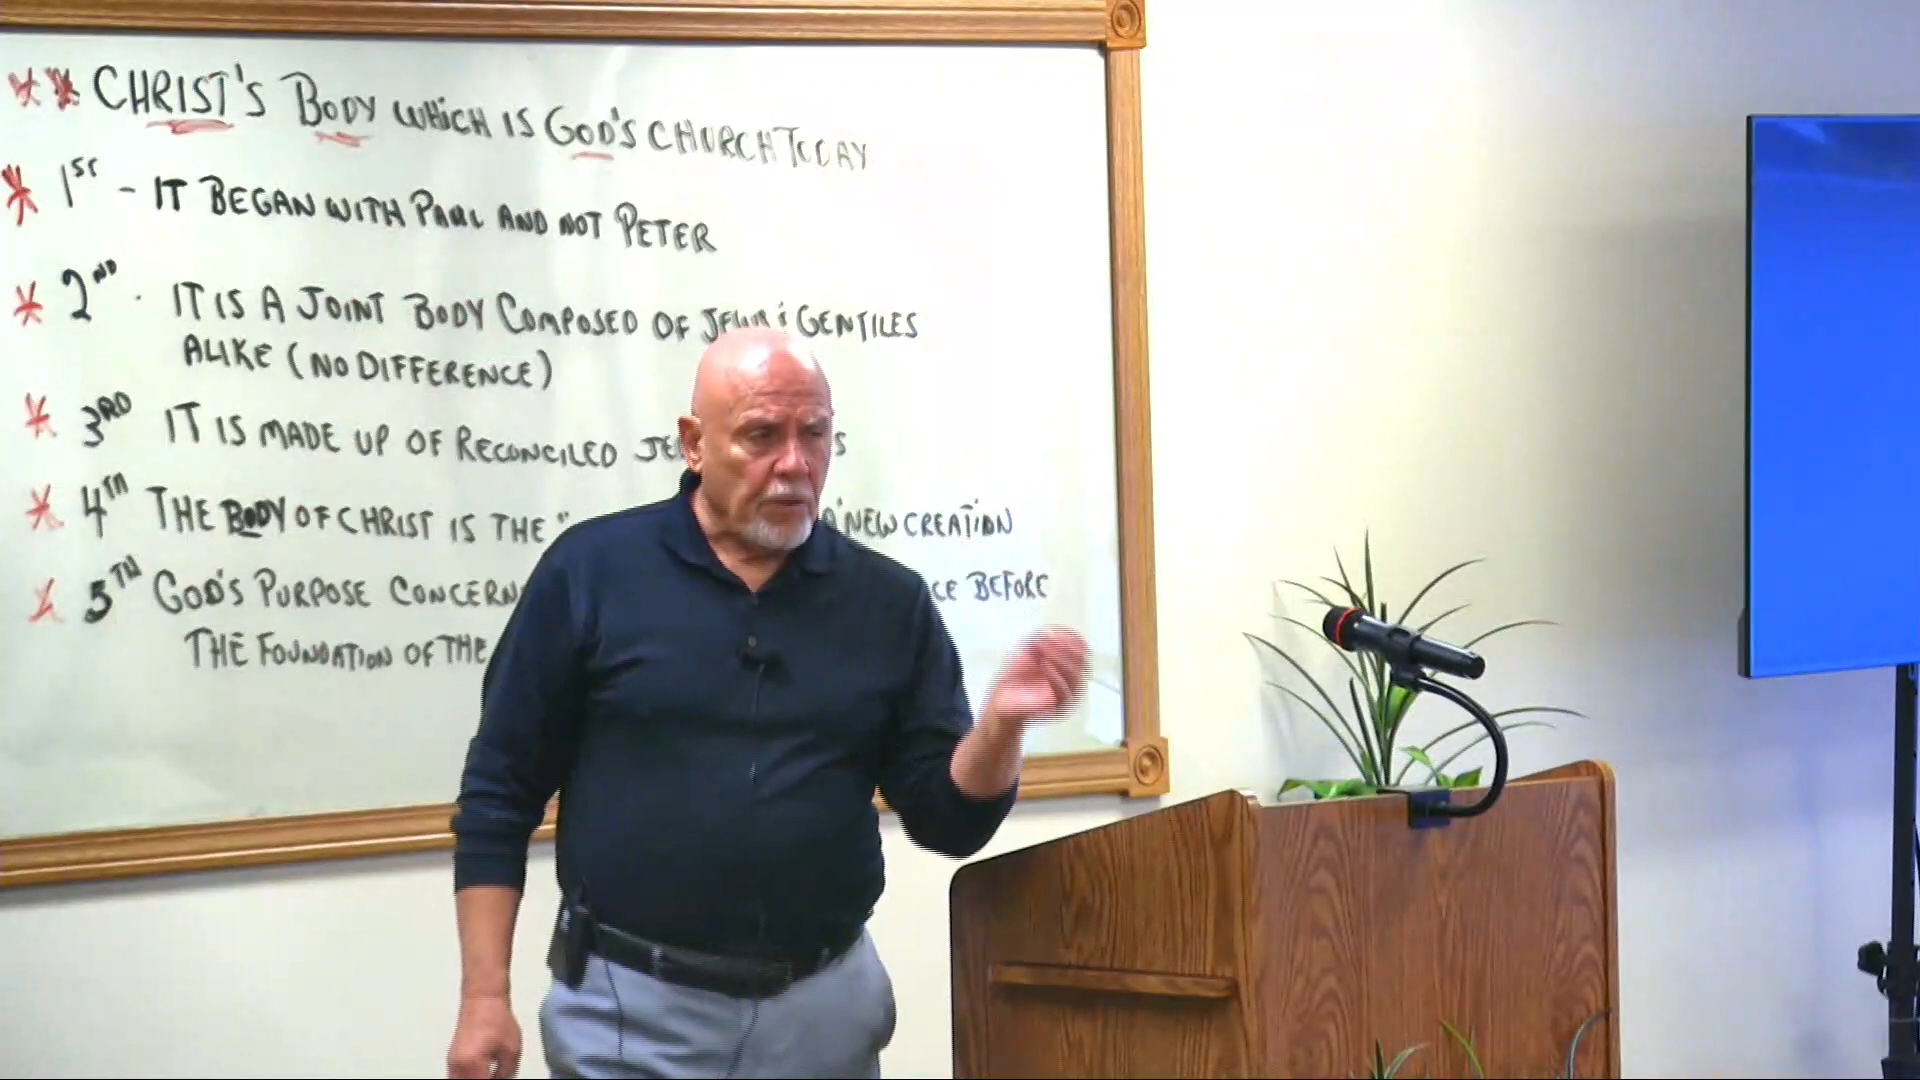 CHRIST'S BODY WHICH IS GOD'S CHURCH TODAY
1ST - IT BEGAN WITH PAUL AND NOT PETER
2ND. IT IS A JOINT BODY COMPOSED OF JEWS & GENTILES
ALIKE (NO DIFFERENCE)
3RD IT IS MADE UP OF RECONCILED
4TH THE BODY OF CHRIST IS THE " NEW CREATION
5TH GOD'S PURPOSE BEFORE
THE FOUNDATION OF THE